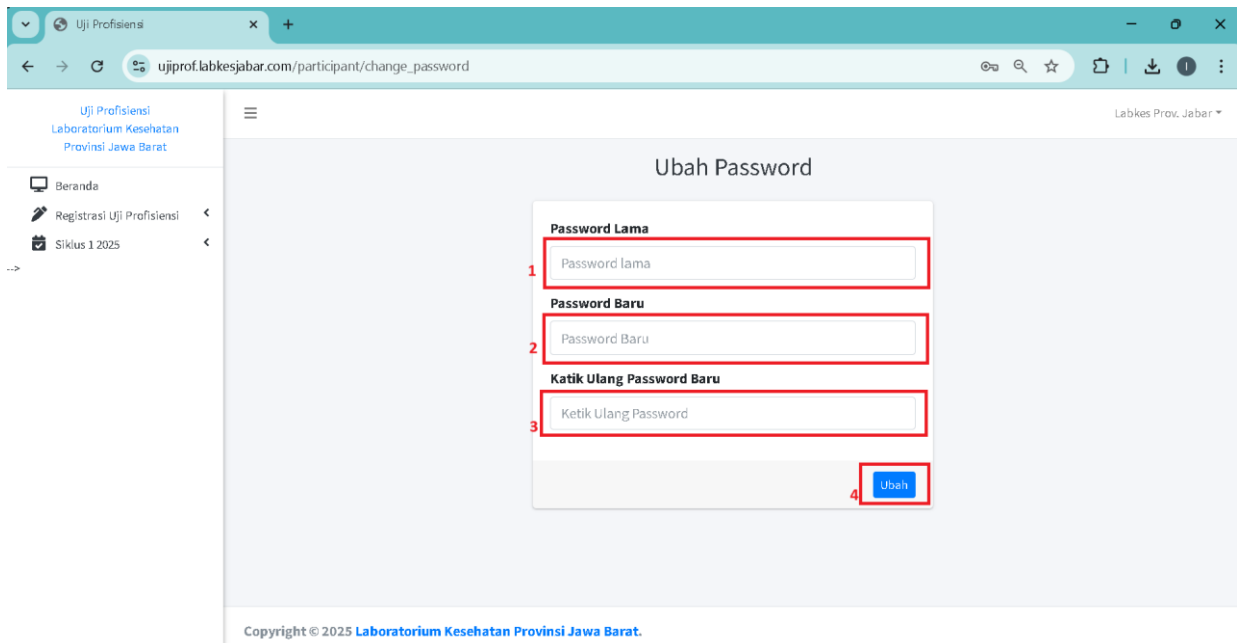 Uji Profisiensi
ujiprof.labkesjabar.com/participant/change_password
Uji Profisiensi
Laboratorium Kesehatan
Provinsi Jawa Barat
Labkes Prov. Jabar
Beranda
Registrasi Uji Profisiensi
Siklus 1 2025
-->
Ubah Password
Password Lama
1 Password lama
Password Baru
2 Password Baru
Katik Ulang Password Baru
3 Ketik Ulang Password
4 Ubah
Copyright © 2025 Laboratorium Kesehatan Provinsi Jawa Barat.